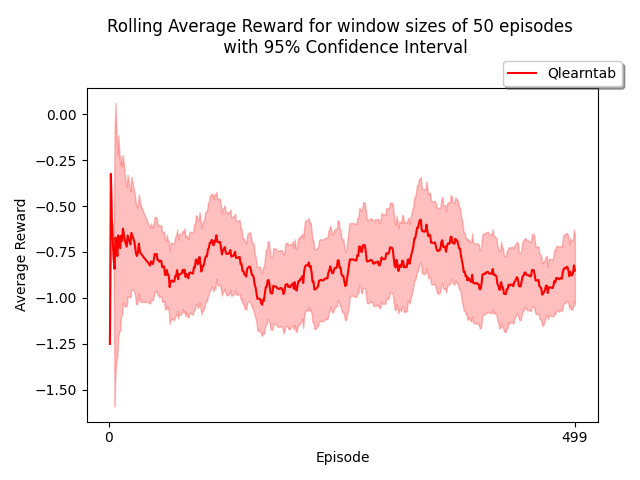 Rolling Average Reward for window sizes of 50 episodes
with 95% Confidence Interval
Qlearntab
0.00
−0.25
−0.50
−0.75
−1.00
−1.25
−1.50
Average Reward
0
499
Episode